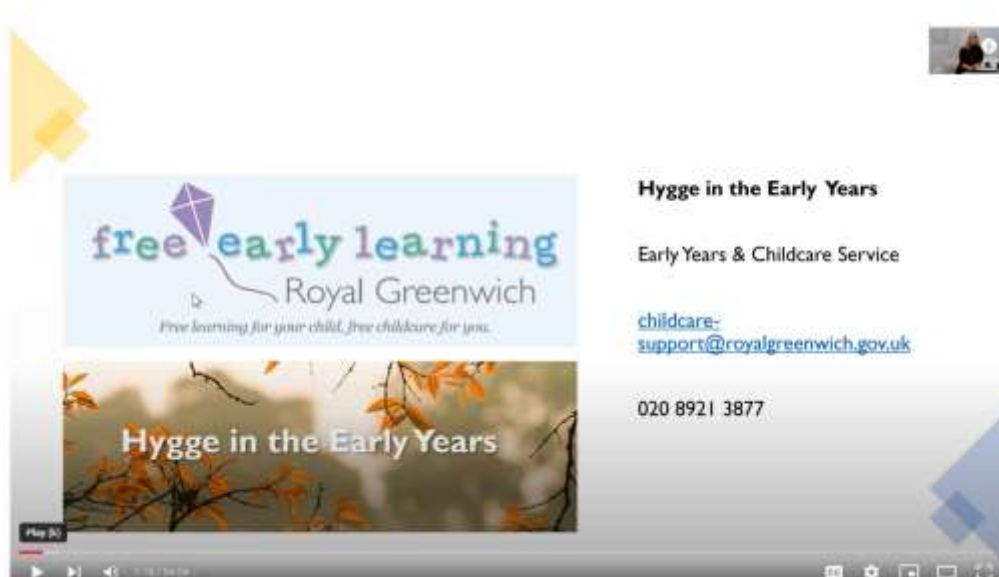 free early learning
Royal Greenwich
Free learning for your child, free childcare for you.
Hygge in the Early Years
Hygge in the Early Years
Early Years & Childcare Service
childcare-
support@royalgreenwich.gov.uk
020 8921 3877
Play (k)